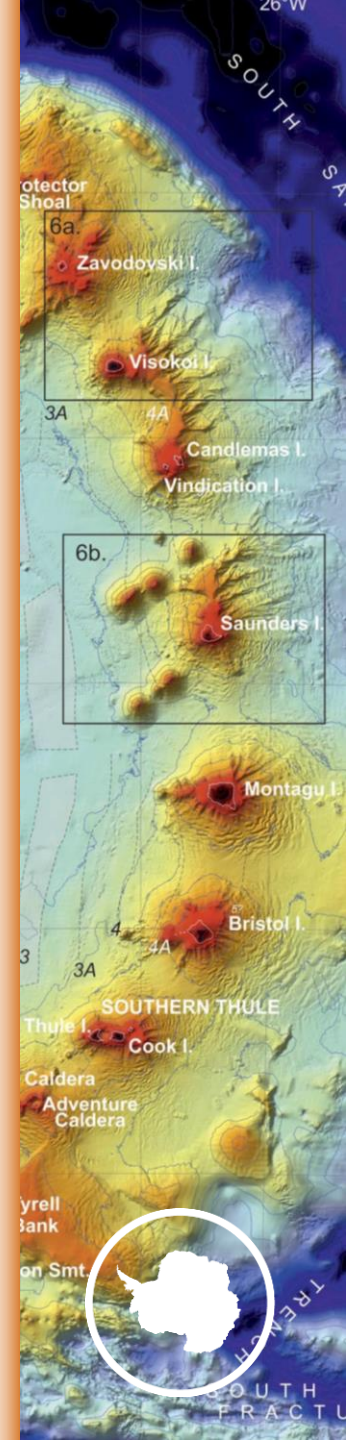 26°W
SOUTH
SA
rotector
Shoal
6a.
Zavodovski I.
Visokoi I.
3A
4A
Candlemas I.
Vindication I.
6b.
Saunders I.
Montagu I.
Bristol I.
4
4A
3
3A
SOUTHERN THULE
Thule I.
Cook I.
Caldera
Adventure
Caldera
yrell
Bank
on Smt.
TRENCH
SOUTH
FRACTU